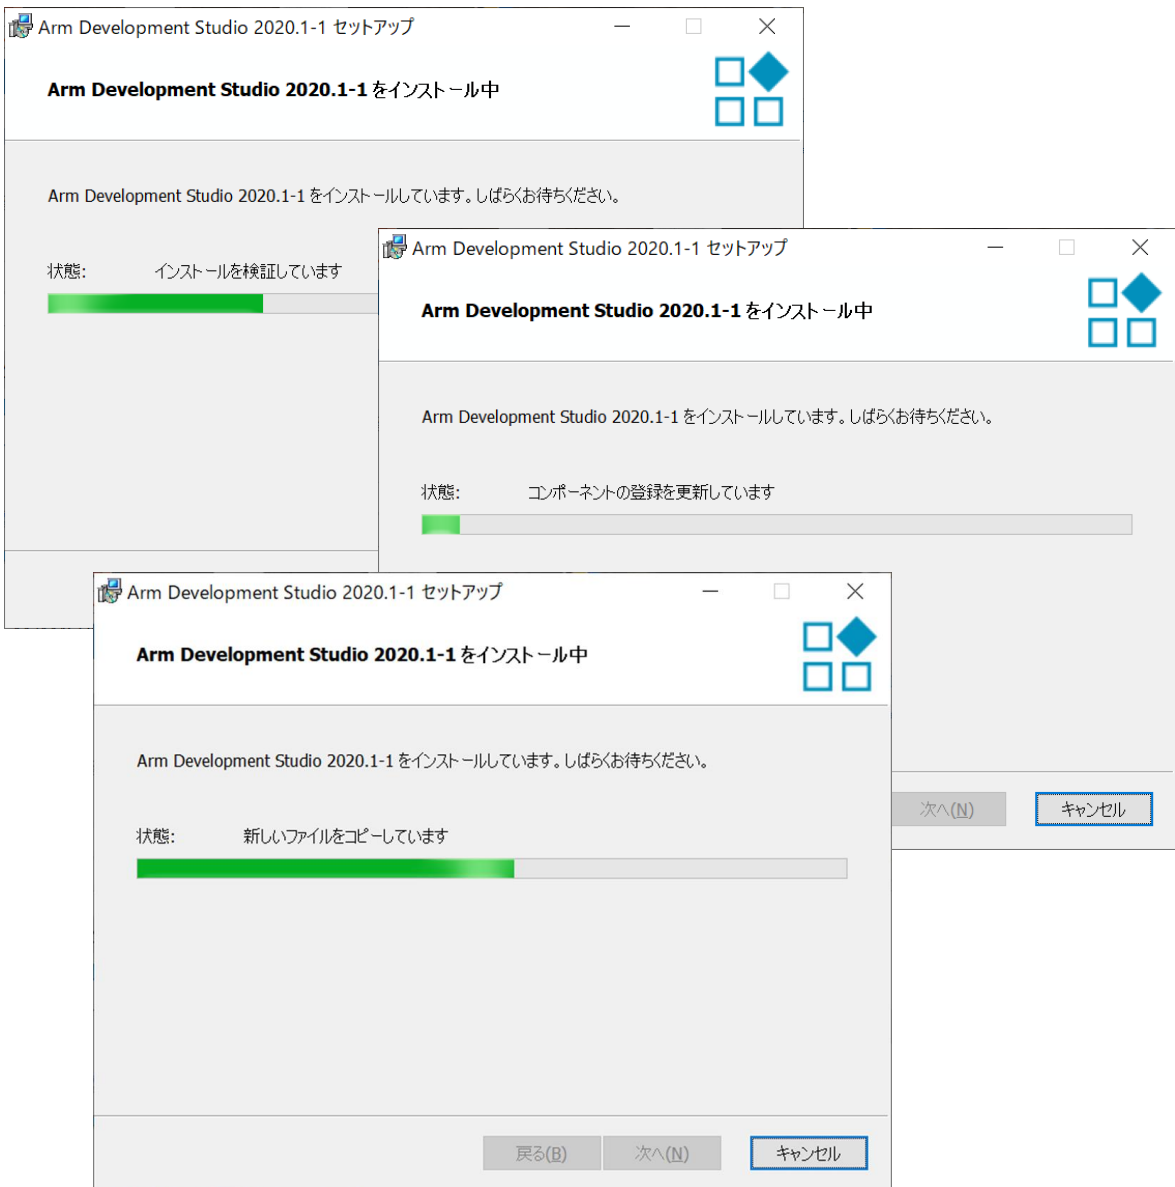 Arm Development Studio 2020.1-1 セットアップ
Arm Development Studio 2020.1-1 をインストール中
Arm Development Studio 2020.1-1 をインストールしています。しばらくお待ちください。
状態: インストールを検証しています
Arm Development Studio 2020.1-1 セットアップ
Arm Development Studio 2020.1-1 をインストール中
Arm Development Studio 2020.1-1 をインストールしています。しばらくお待ちください。
状態: コンポーネントの登録を更新しています
次へ(N) キャンセル
Arm Development Studio 2020.1-1 セットアップ
Arm Development Studio 2020.1-1 をインストール中
Arm Development Studio 2020.1-1 をインストールしています。しばらくお待ちください。
状態: 新しいファイルをコピーしています
戻る(B) 次へ(N) キャンセル